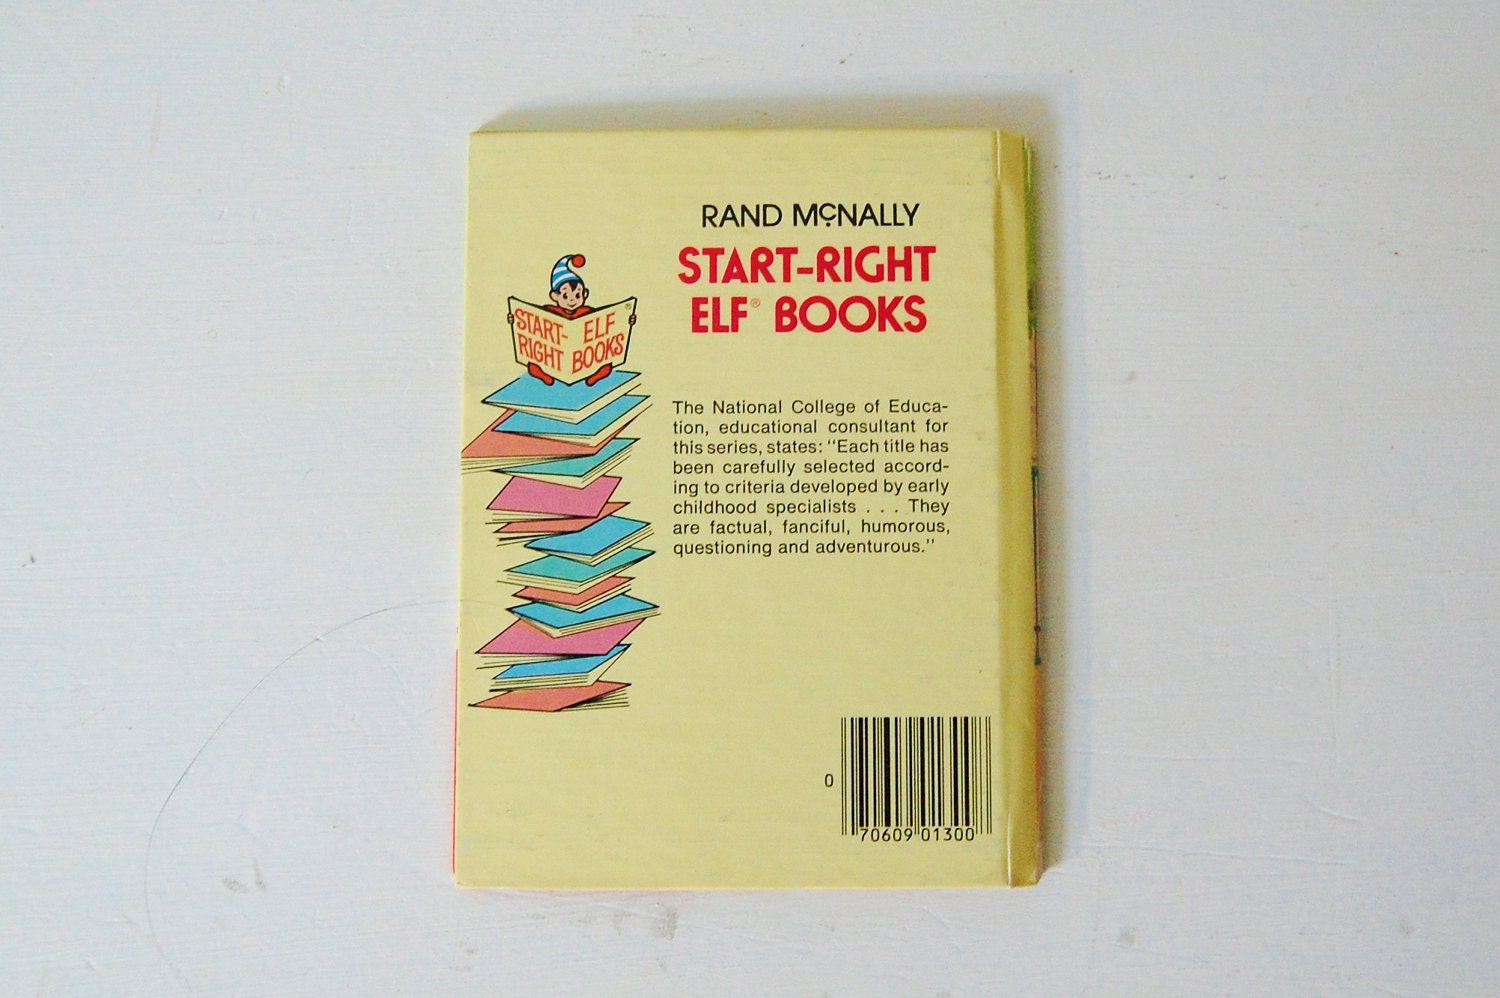 RAND McNALLY
START-RIGHT
ELF® BOOKS
START- ELF ®
RIGHT BOOKS
The National College of Educa-
tion, educational consultant for
this series, states: "Each title has
been carefully selected accord-
ing to criteria developed by early
childhood specialists . . . They
are factual, fanciful, humorous,
questioning and adventurous."
0
70609 01300